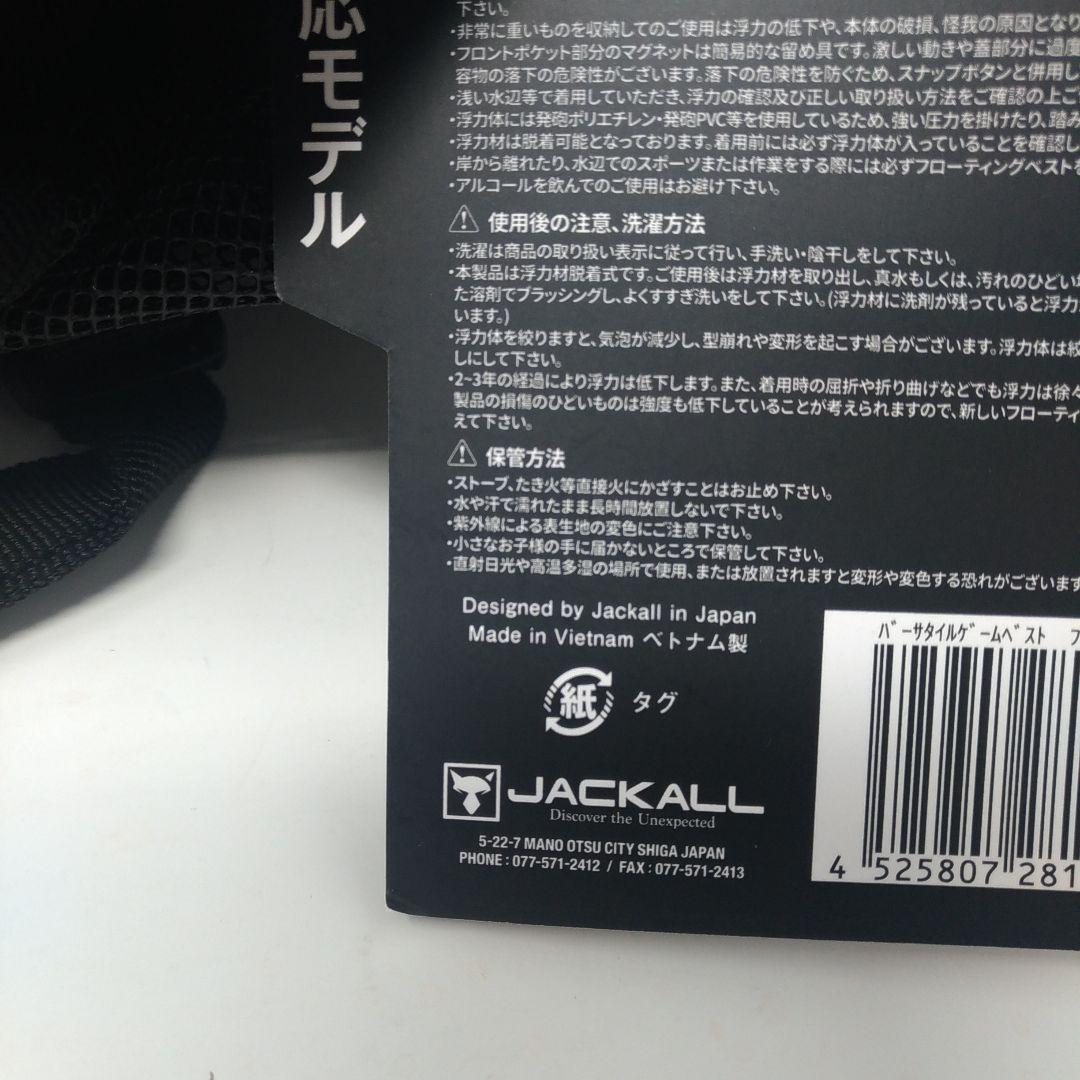 応モデル
下さい。
・非常に重いものを収納してのご使用は浮力の低下や、本体の破損、怪我の原因となり
・フロントポケット部分のマグネットは簡易的な留め具です。激しい動きや蓋部分に過度
容物の落下の危険性がございます。落下の危険性を防ぐため、スナップボタンと併用し
・浅い水辺等で着用していただき、浮力の確認及び正しい取り扱い方法をご確認の上ご
・浮力体には発砲ポリエチレン・発砲PVC等を使用しているため、強い圧力を掛けたり、踏み
・浮力材は脱着可能となっております。着用前には必ず浮力体が入っていることを確認し
・岸から離れたり、水辺でのスポーツまたは作業をする際には必ずフローティングベストを
・アルコールを飲んでのご使用はお避け下さい。
使用後の注意、洗濯方法
・洗濯は商品の取り扱い表示に従って行い、手洗い・陰干しをして下さい。
・本製品は浮力材脱着式です。ご使用後は浮力材を取り出し、真水もしくは、汚れのひどい
た溶剤でブラッシングし、よくすすぎ洗いをして下さい。(浮力材に洗剤が残っていると浮力
います。)
・浮力体を絞りますと、気泡が減少し、型崩れや変形を起こす場合がございます。浮力体は絞
しにして下さい。
・2~3年の経過により浮力は低下します。また、着用時の屈折や折り曲げなどでも浮力は徐々
製品の損傷のひどいものは強度も低下していることが考えられますので、新しいフローティ
えて下さい。
保管方法
・ストーブ、たき火等直接火にかざすことはお止め下さい。
・水や汗で濡れたまま長時間放置しないで下さい。
・紫外線による表生地の変色にご注意下さい。
・小さなお子様の手に届かないところで保管して下さい。
・直射日光や高温多湿の場所で使用、または放置されますと変形や変色する恐れがございます
Designed by Jackall in Japan
Made in Vietnam ベトナム製
紙 タグ
JACKALL
Discover the Unexpected
5-22-7 MANO OTSU CITY SHIGA JAPAN
PHONE : 077-571-2412 / FAX : 077-571-2413
ﾊﾞｰｻﾀｲﾙｹﾞｰﾑﾍﾞｽﾄ ﾌ
4 525807 281